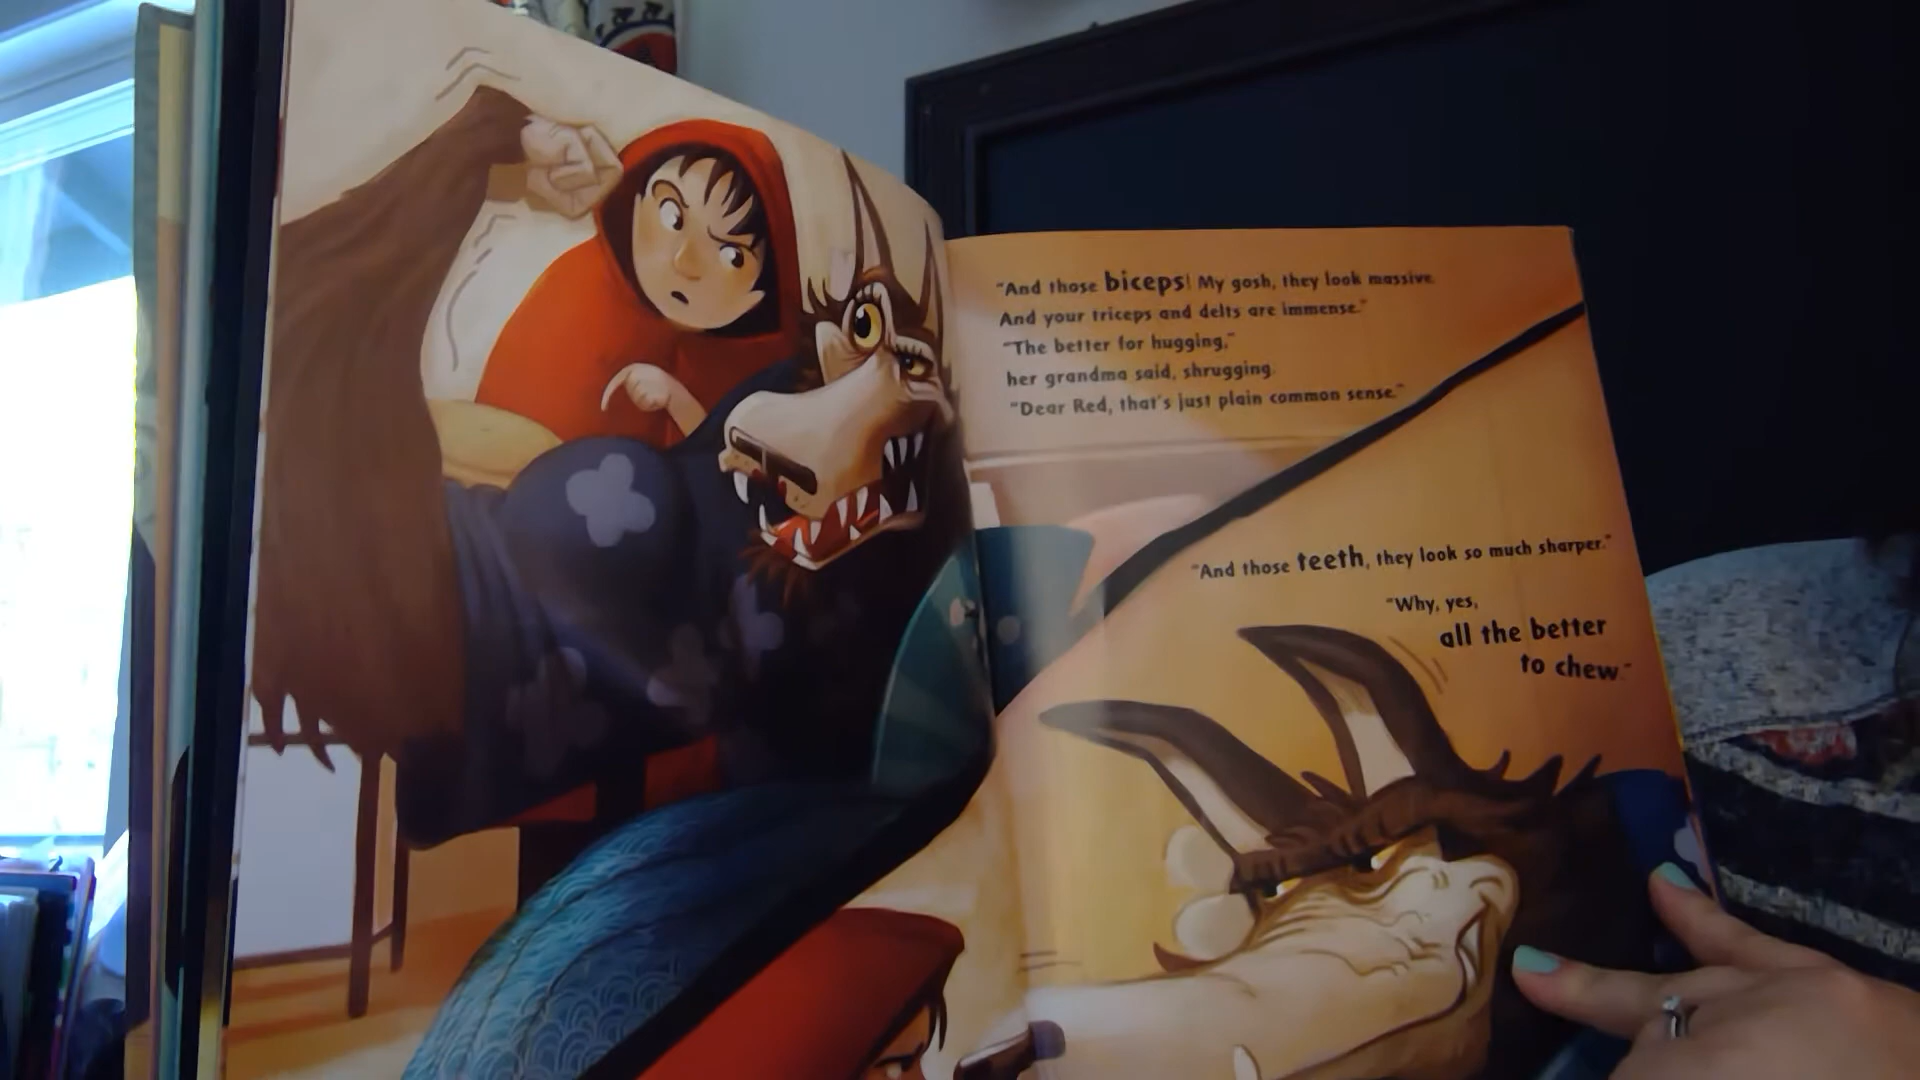 "And those biceps! My gosh, they look massive.
And your triceps and delts are immense."
"The better for hugging,"
her grandma said, shrugging.
"Dear Red, that's just plain common sense."
"And those teeth, they look so much sharper."
"Why, yes,
all the better
to chew."